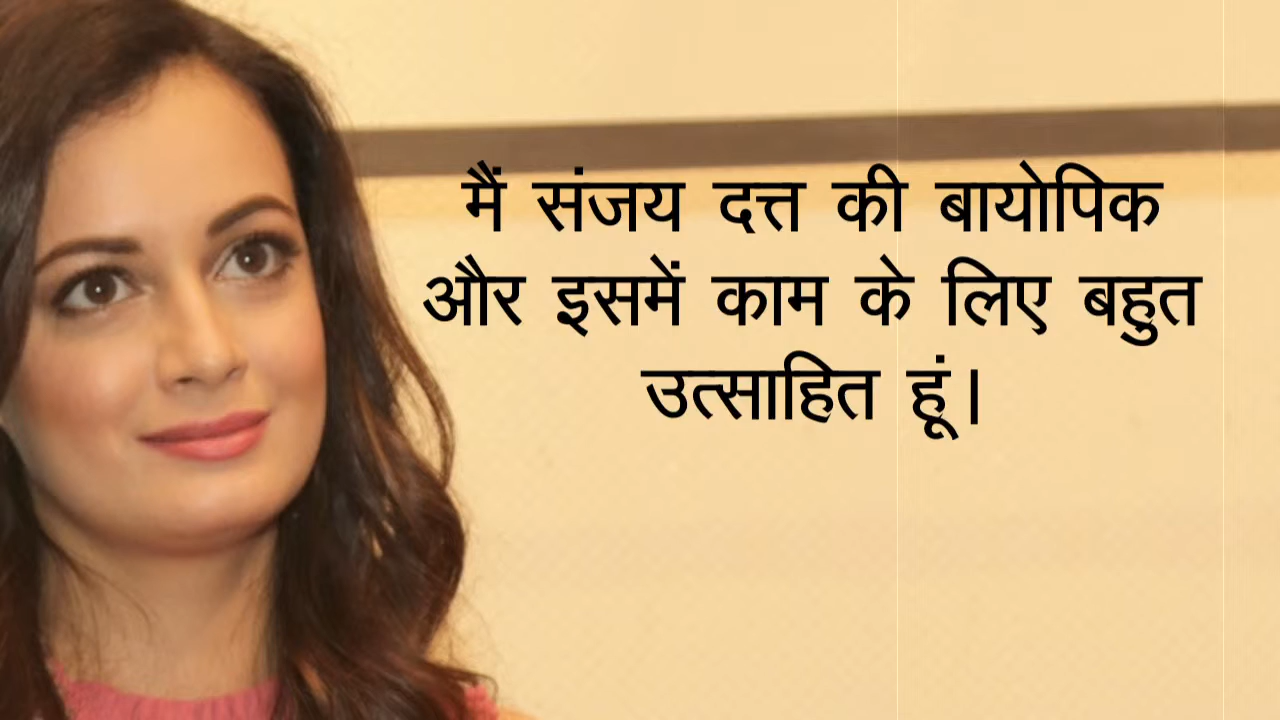 मैं संजय दत्त की बायोपिक
और इसमें काम के लिए बहुत
उत्साहित हूं।